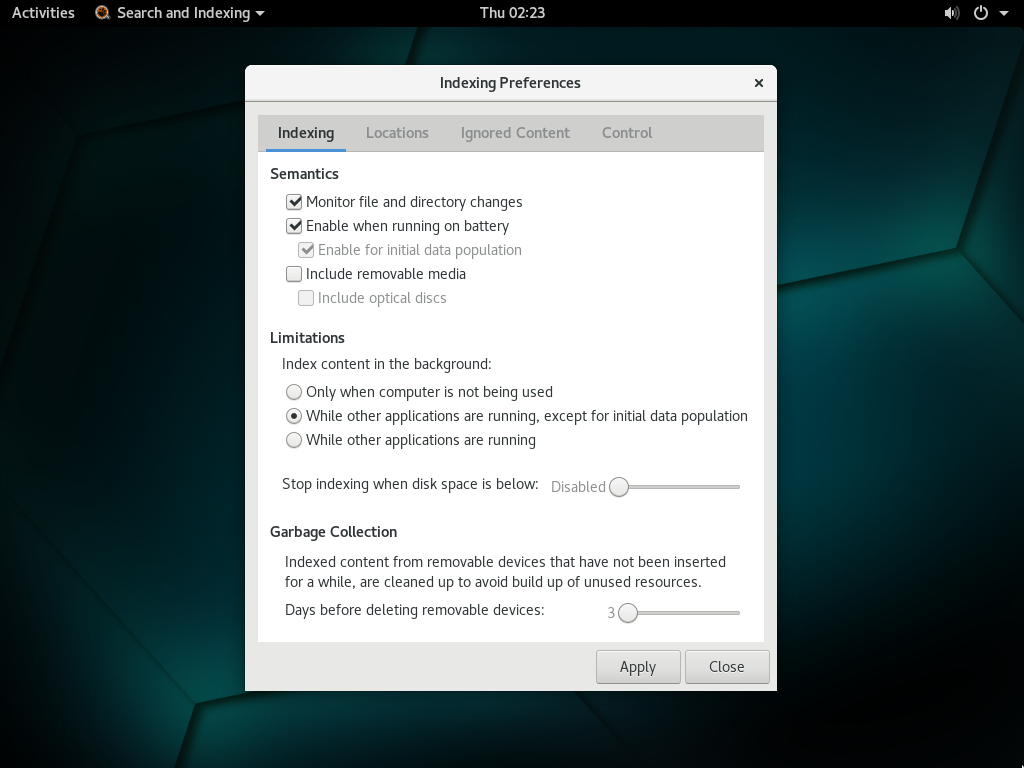 Activities Search and Indexing Thu 02:23
Indexing Preferences
Indexing Locations Ignored Content Control
Semantics
Monitor file and directory changes
Enable when running on battery
Enable for initial data population
Include removable media
Include optical discs
Limitations
Index content in the background:
Only when computer is not being used
While other applications are running, except for initial data population
While other applications are running
Stop indexing when disk space is below: Disabled
Garbage Collection
Indexed content from removable devices that have not been inserted
for a while, are cleaned up to avoid build up of unused resources.
Days before deleting removable devices: 3
Apply Close